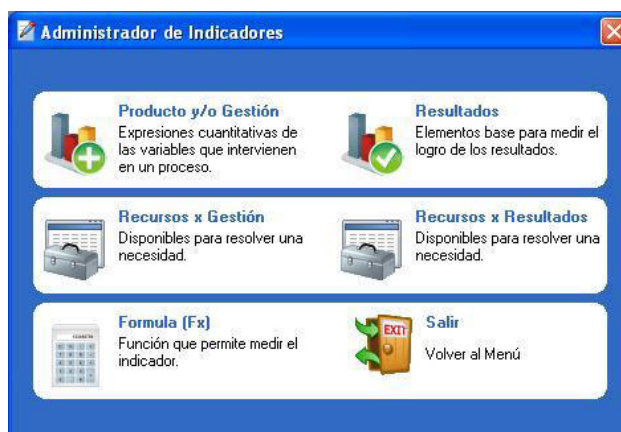 Administrador de Indicadores
Producto y/o Gestión
Expresiones cuantitativas de
las variables que intervienen
en un proceso.
Resultados
Elementos base para medir el
logro de los resultados.
Recursos x Gestión
Disponibles para resolver una
necesidad.
Recursos x Resultados
Disponibles para resolver una
necesidad.
Formula (Fx)
Función que permite medir el
indicador.
EXIT
Salir
Volver al Menú